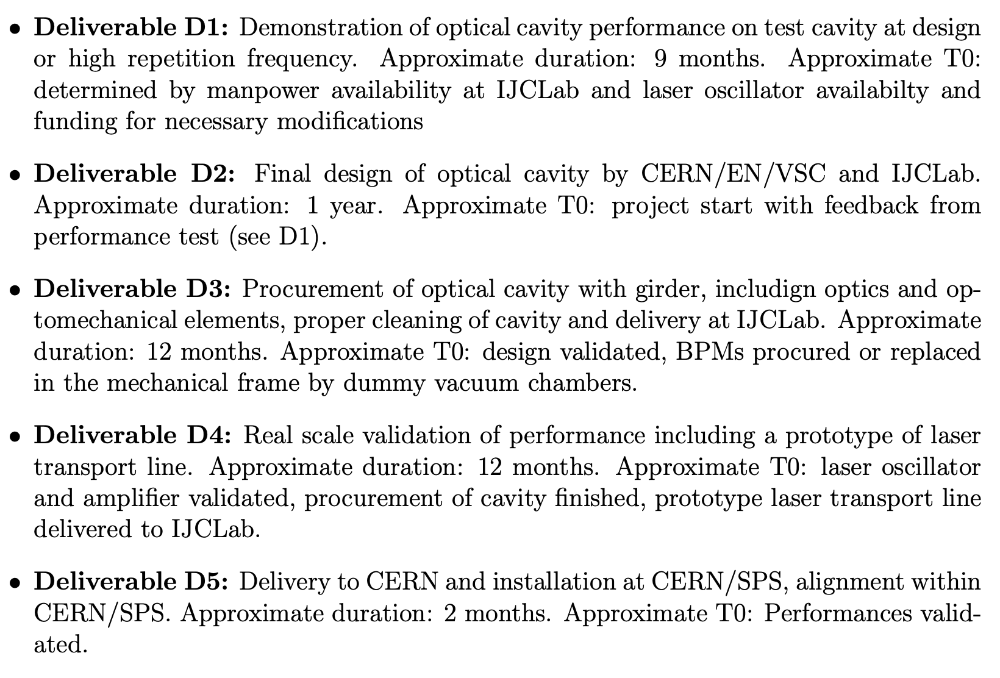 • Deliverable D1: Demonstration of optical cavity performance on test cavity at design
or high repetition frequency. Approximate duration: 9 months. Approximate T0:
determined by manpower availability at IJCLab and laser oscillator availabilty and
funding for necessary modifications
• Deliverable D2: Final design of optical cavity by CERN/EN/VSC and IJCLab.
Approximate duration: 1 year. Approximate T0: project start with feedback from
performance test (see D1).
• Deliverable D3: Procurement of optical cavity with girder, includign optics and op-
tomechanical elements, proper cleaning of cavity and delivery at IJCLab. Approximate
duration: 12 months. Approximate T0: design validated, BPMs procured or replaced
in the mechanical frame by dummy vacuum chambers.
• Deliverable D4: Real scale validation of performance including a prototype of laser
transport line. Approximate duration: 12 months. Approximate T0: laser oscillator
and amplifier validated, procurement of cavity finished, prototype laser transport line
delivered to IJCLab.
• Deliverable D5: Delivery to CERN and installation at CERN/SPS, alignment within
CERN/SPS. Approximate duration: 2 months. Approximate T0: Performances valid-
ated.